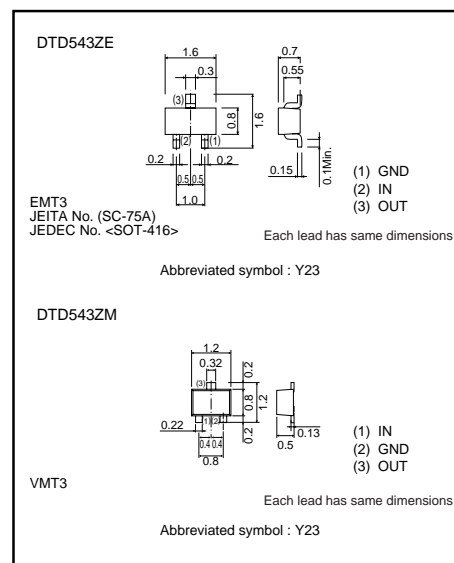 DTD543ZE
1.6
0.3
(3)
0.8
1.6
(2)
(1)
0.2
0.2
0.5 0.5
1.0
0.7
0.55
0.15
0.1Min.
(1) GND
(2) IN
(3) OUT
EMT3
JEITA No. (SC-75A)
JEDEC No. <SOT-416>
Each lead has same dimensions
Abbreviated symbol : Y23
DTD543ZM
1.2
0.32
(3)
0.2
0.8
1.2
0.2
0.22
(1)
(2)
0.4 0.4
0.8
0.13
0.5
(1) IN
(2) GND
(3) OUT
VMT3
Each lead has same dimensions
Abbreviated symbol : Y23